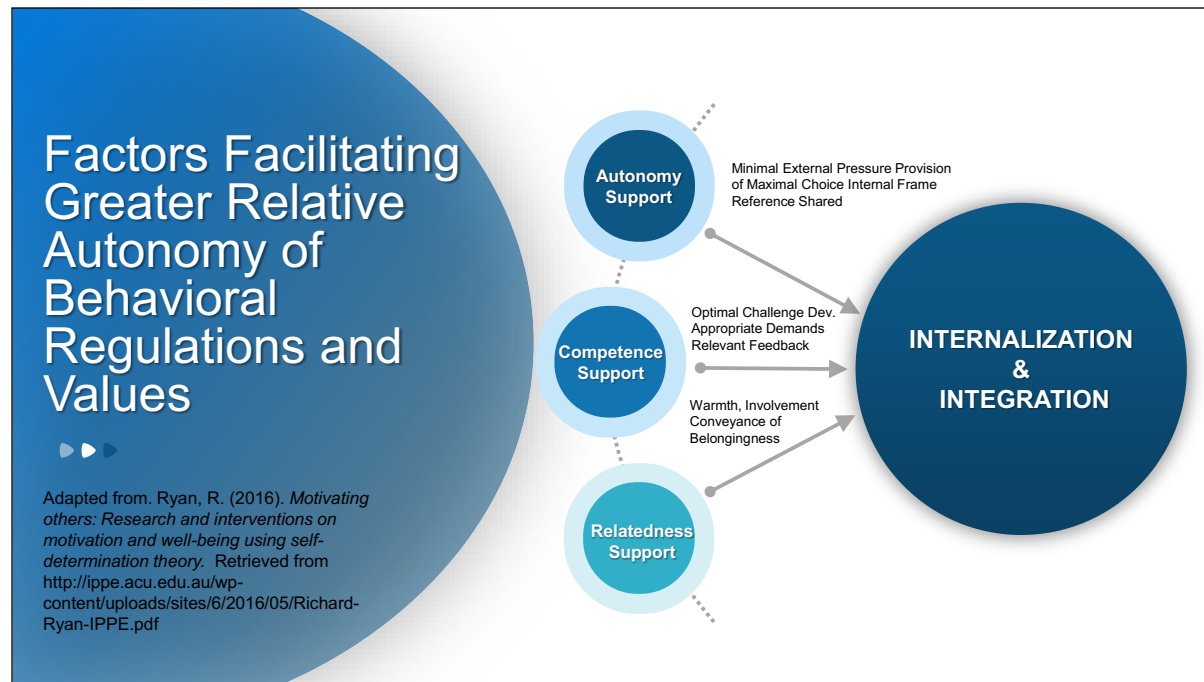 Factors Facilitating
Greater Relative
Autonomy of
Behavioral
Regulations and
Values
Adapted from. Ryan, R. (2016). Motivating
others: Research and interventions on
motivation and well-being using self-
determination theory. Retrieved from
http://ippe.acu.edu.au/wp-
content/uploads/sites/6/2016/05/Richard-
Ryan-IPPE.pdf
Autonomy
Support
Minimal External Pressure Provision
of Maximal Choice Internal Frame
Reference Shared
Competence
Support
Optimal Challenge Dev.
Appropriate Demands
Relevant Feedback
Relatedness
Support
Warmth, Involvement
Conveyance of
Belongingness
INTERNALIZATION
&
INTEGRATION